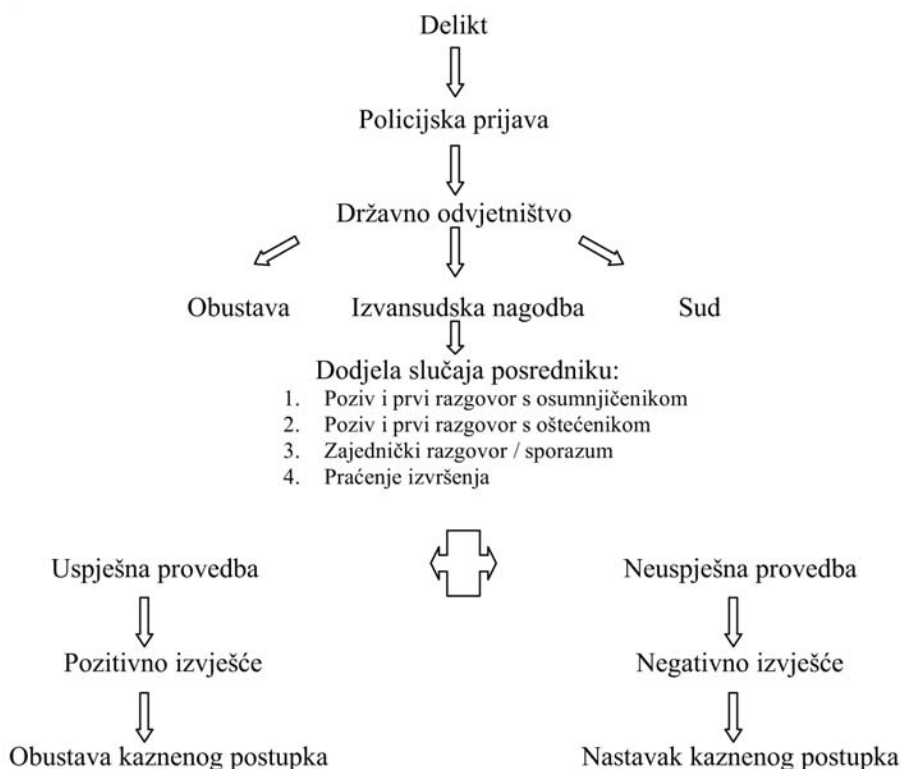 Delikt
Policijska prijava
Državno odvjetništvo
Obustava Izvansudska nagodba Sud
Dodjela slučaja posredniku:
1. Poziv i prvi razgovor s osumnjičenikom
2. Poziv i prvi razgovor s oštećenikom
3. Zajednički razgovor / sporazum
4. Praćenje izvršenja
Uspješna provedba Neuspješna provedba
Pozitivno izvješće Negativno izvješće
Obustava kaznenog postupka Nastavak kaznenog postupka